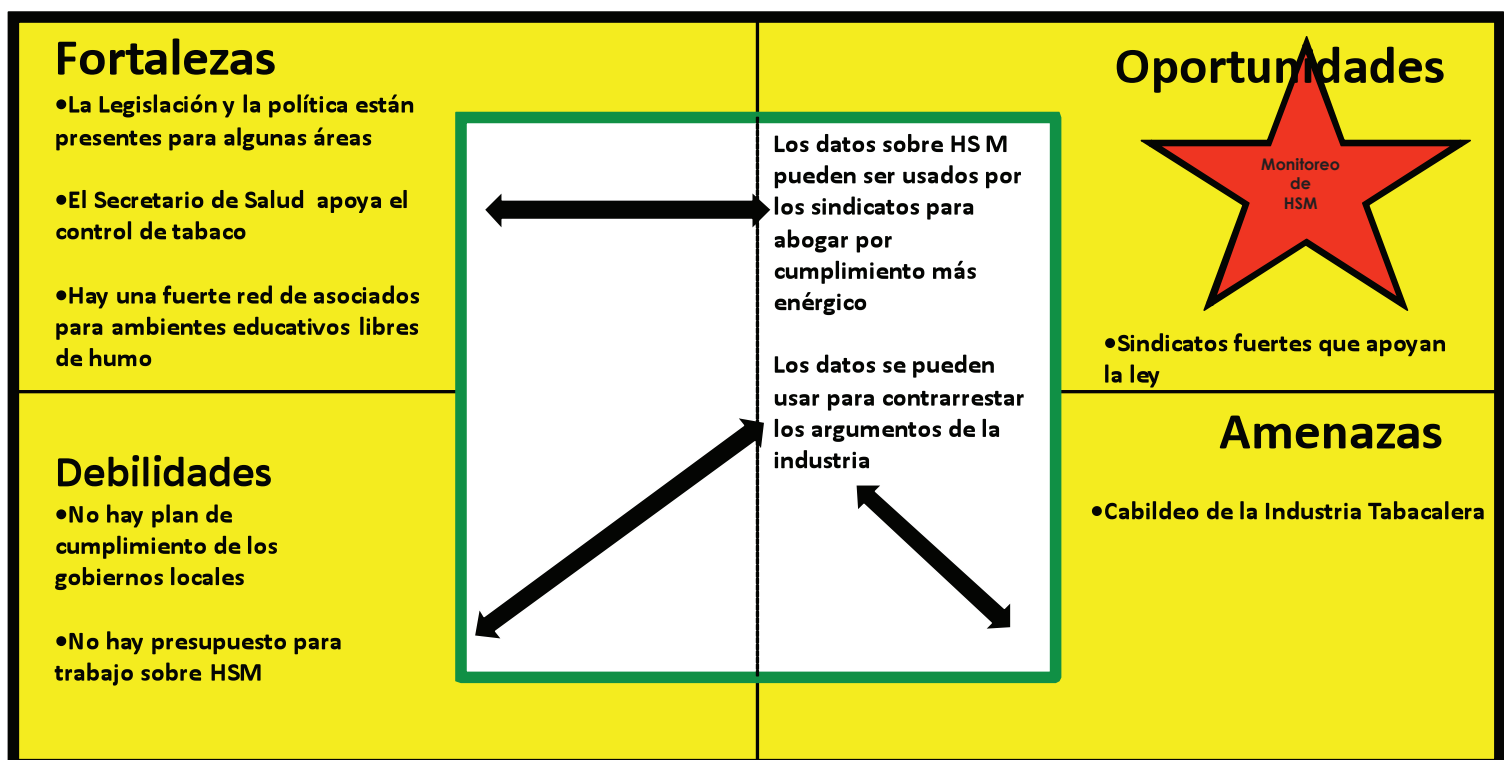 Fortalezas
•La Legislación y la política están
presentes para algunas áreas
•El Secretario de Salud apoya el
control de tabaco
•Hay una fuerte red de asociados
para ambientes educativos libres
de humo
Debilidades
•No hay plan de
cumplimiento de los
gobiernos locales
•No hay presupuesto para
trabajo sobre HSM
Los datos sobre HS M
pueden ser usados por
los sindicatos para
abogar por
cumplimiento más
enérgico
Los datos se pueden
usar para contrarrestar
los argumentos de la
industria
Oportunidades
Monitoreo
de
HSM
•Sindicatos fuertes que apoyan
la ley
Amenazas
•Cabildeo de la Industria Tabacalera